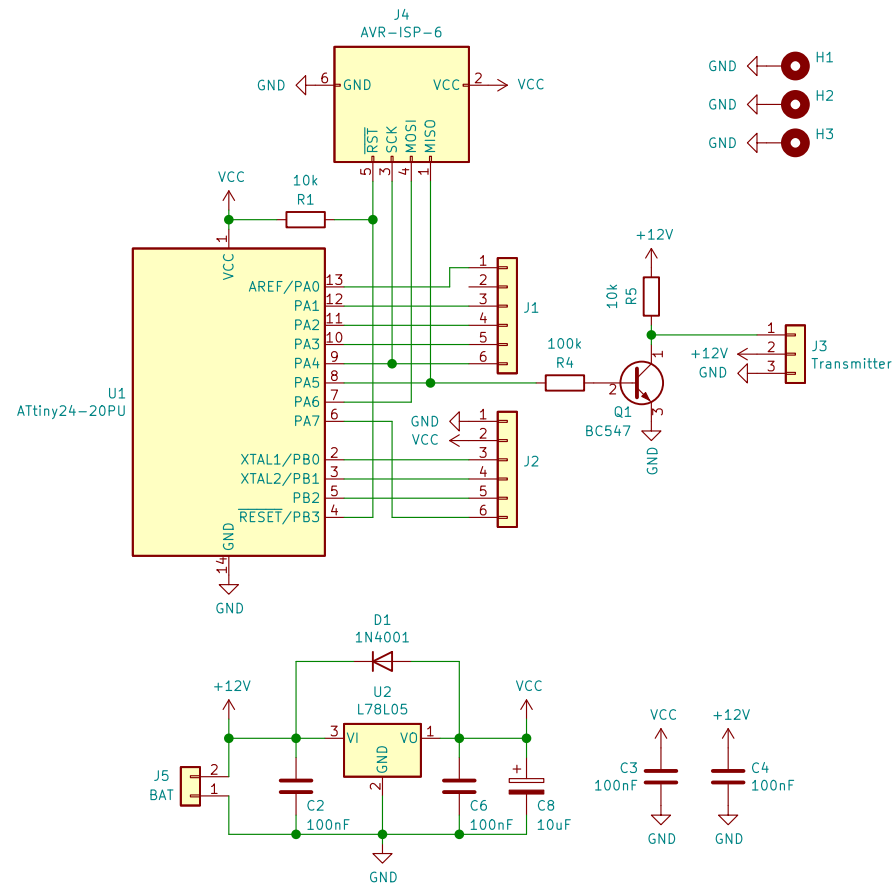 J4
AVR-ISP-6
GND 6 GND VCC 2 VCC
RST SCK MOSI MISO
5 3 4 1
GND H1
GND H2
GND H3
VCC
10k
R1
1
VCC
AREF/PA0 13
PA1 12
PA2 11
PA3 10
PA4 9
PA5 8
PA6 7
PA7 6
XTAL1/PB0 2
XTAL2/PB1 3
PB2 5
RESET/PB3 4
U1
ATtiny24-20PU
GND
14
GND
1
2
3
4
5
6
J1
GND 1
VCC 2
3
4
5
6
J2
100k
R4
+12V
10k
R5
1
2
3
Q1
BC547
GND
1
+12V 2
GND 3
J3
Transmitter
D1
1N4001
U2
L78L05
3 VI VO 1
GND
2
+12V
VCC
J5
BAT
2
1
C2
100nF
C6
100nF
+
C8
10uF
GND
VCC
C3
100nF
GND
+12V
C4
100nF
GND